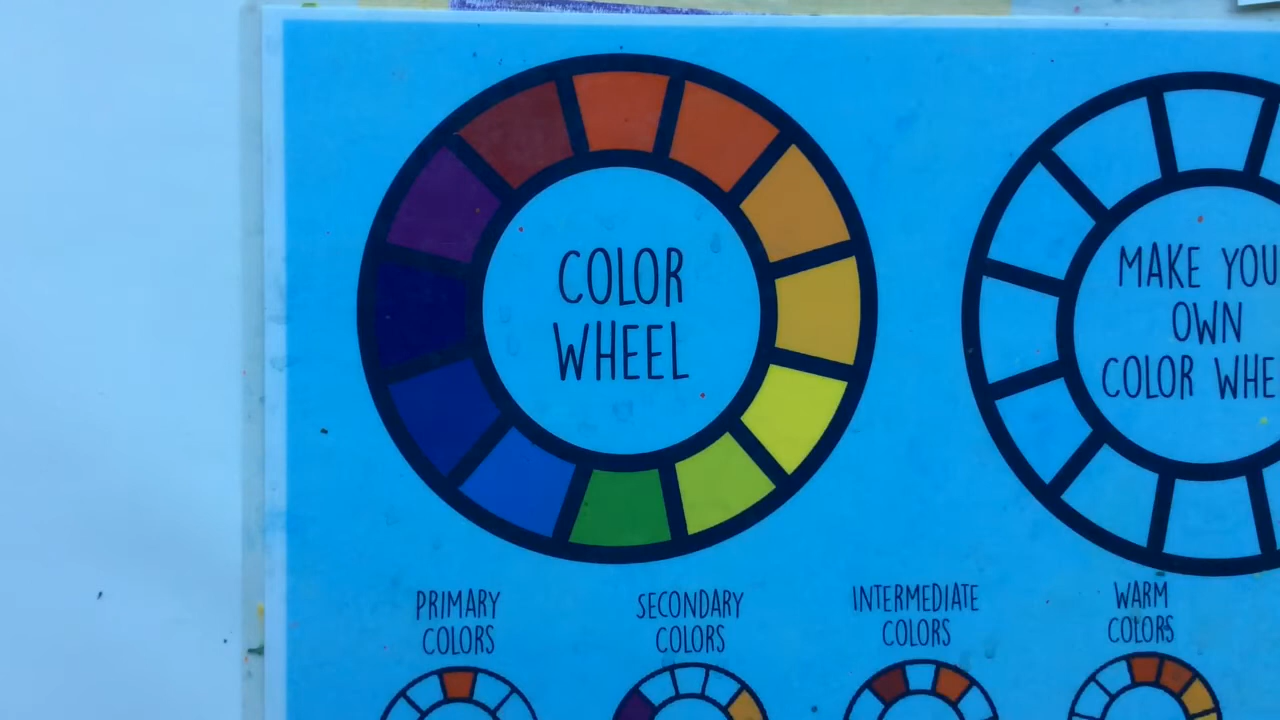 COLOR
WHEEL
MAKE YOU
OWN
COLOR WHE
PRIMARY
COLORS
SECONDARY
COLORS
INTERMEDIATE
COLORS
WARM
COLORS